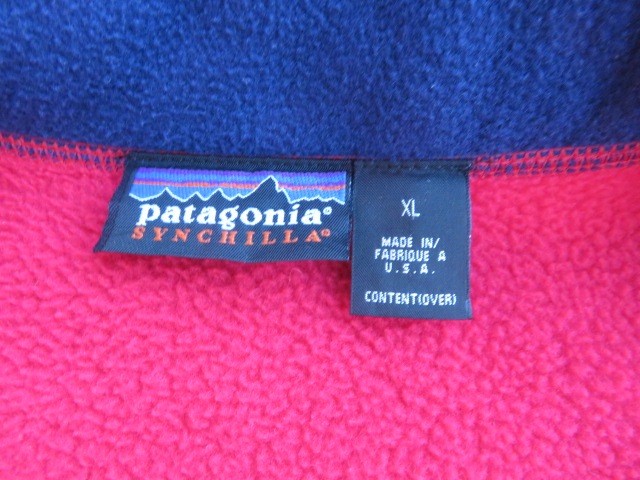 patagonia®
SYNCHILLA®
XL
MADE IN/
FABRIQUE A
U.S.A.
CONTENT(OVER)